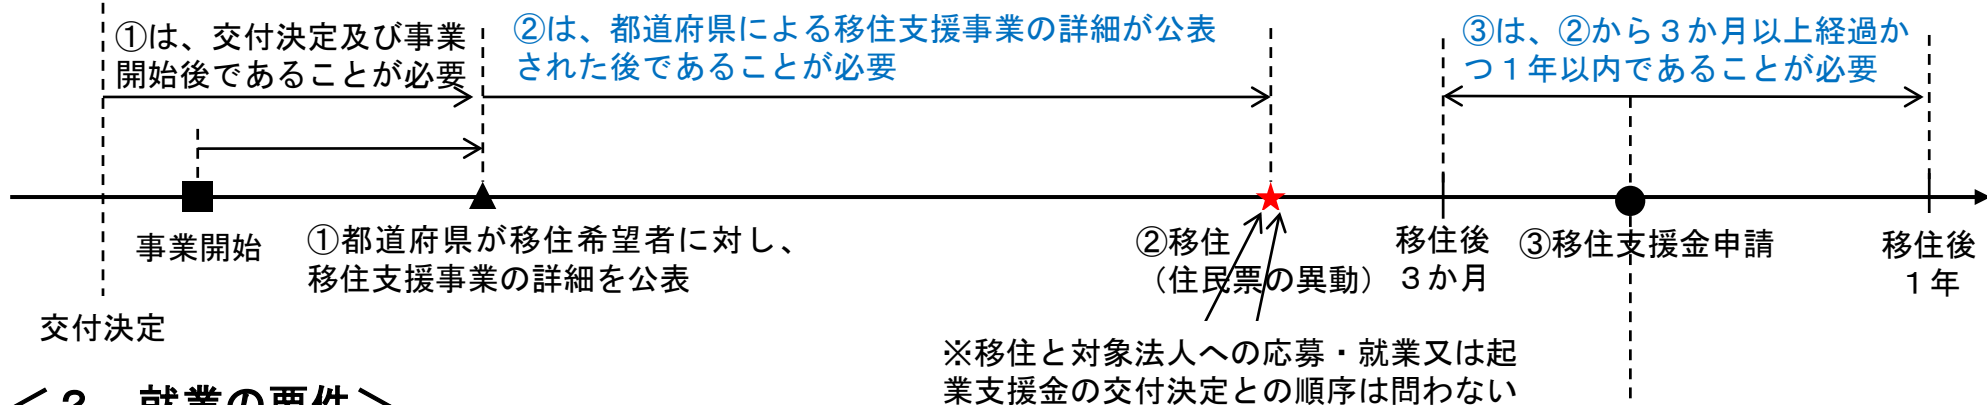 ①は、交付決定及び事業
開始後であることが必要
②は、都道府県による移住支援事業の詳細が公表
された後であることが必要
③は、②から３か月以上経過か
つ１年以内であることが必要
事業開始
①都道府県が移住希望者に対し、
移住支援事業の詳細を公表
②移住
（住民票の異動）
移住後
３か月
③移住支援金申請
移住後
１年
交付決定
※移住と対象法人への応募・就業又は起
業支援金の交付決定との順序は問わない
＜２　就業の要件＞